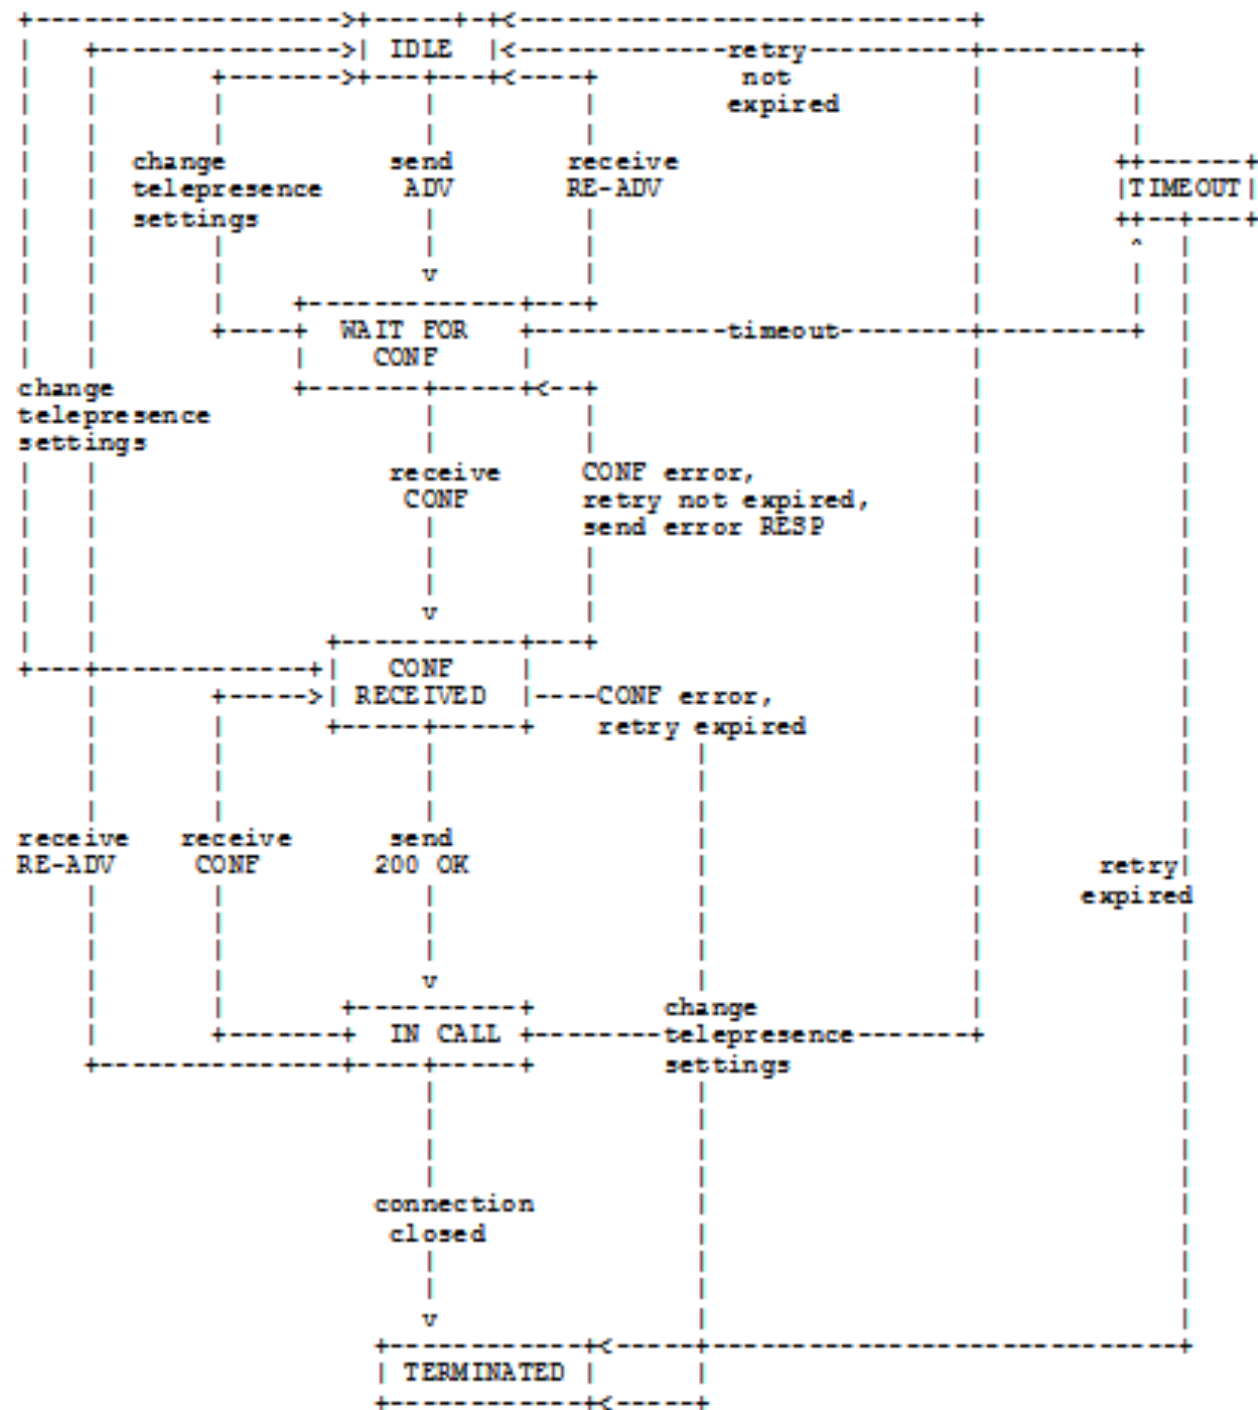 IDLE
retry
not
expired
change
telepresence
settings
send
ADV
receive
RE-ADV
TIMEOUT
WAIT FOR
CONF
timeout
change
telepresence
settings
receive
CONF
CONF error,
retry not expired,
send error RESP
CONF
RECEIVED
CONF error,
retry expired
receive
RE-ADV
receive
CONF
send
200 OK
retry
expired
IN CALL
change
telepresence
settings
connection
closed
TERMINATED